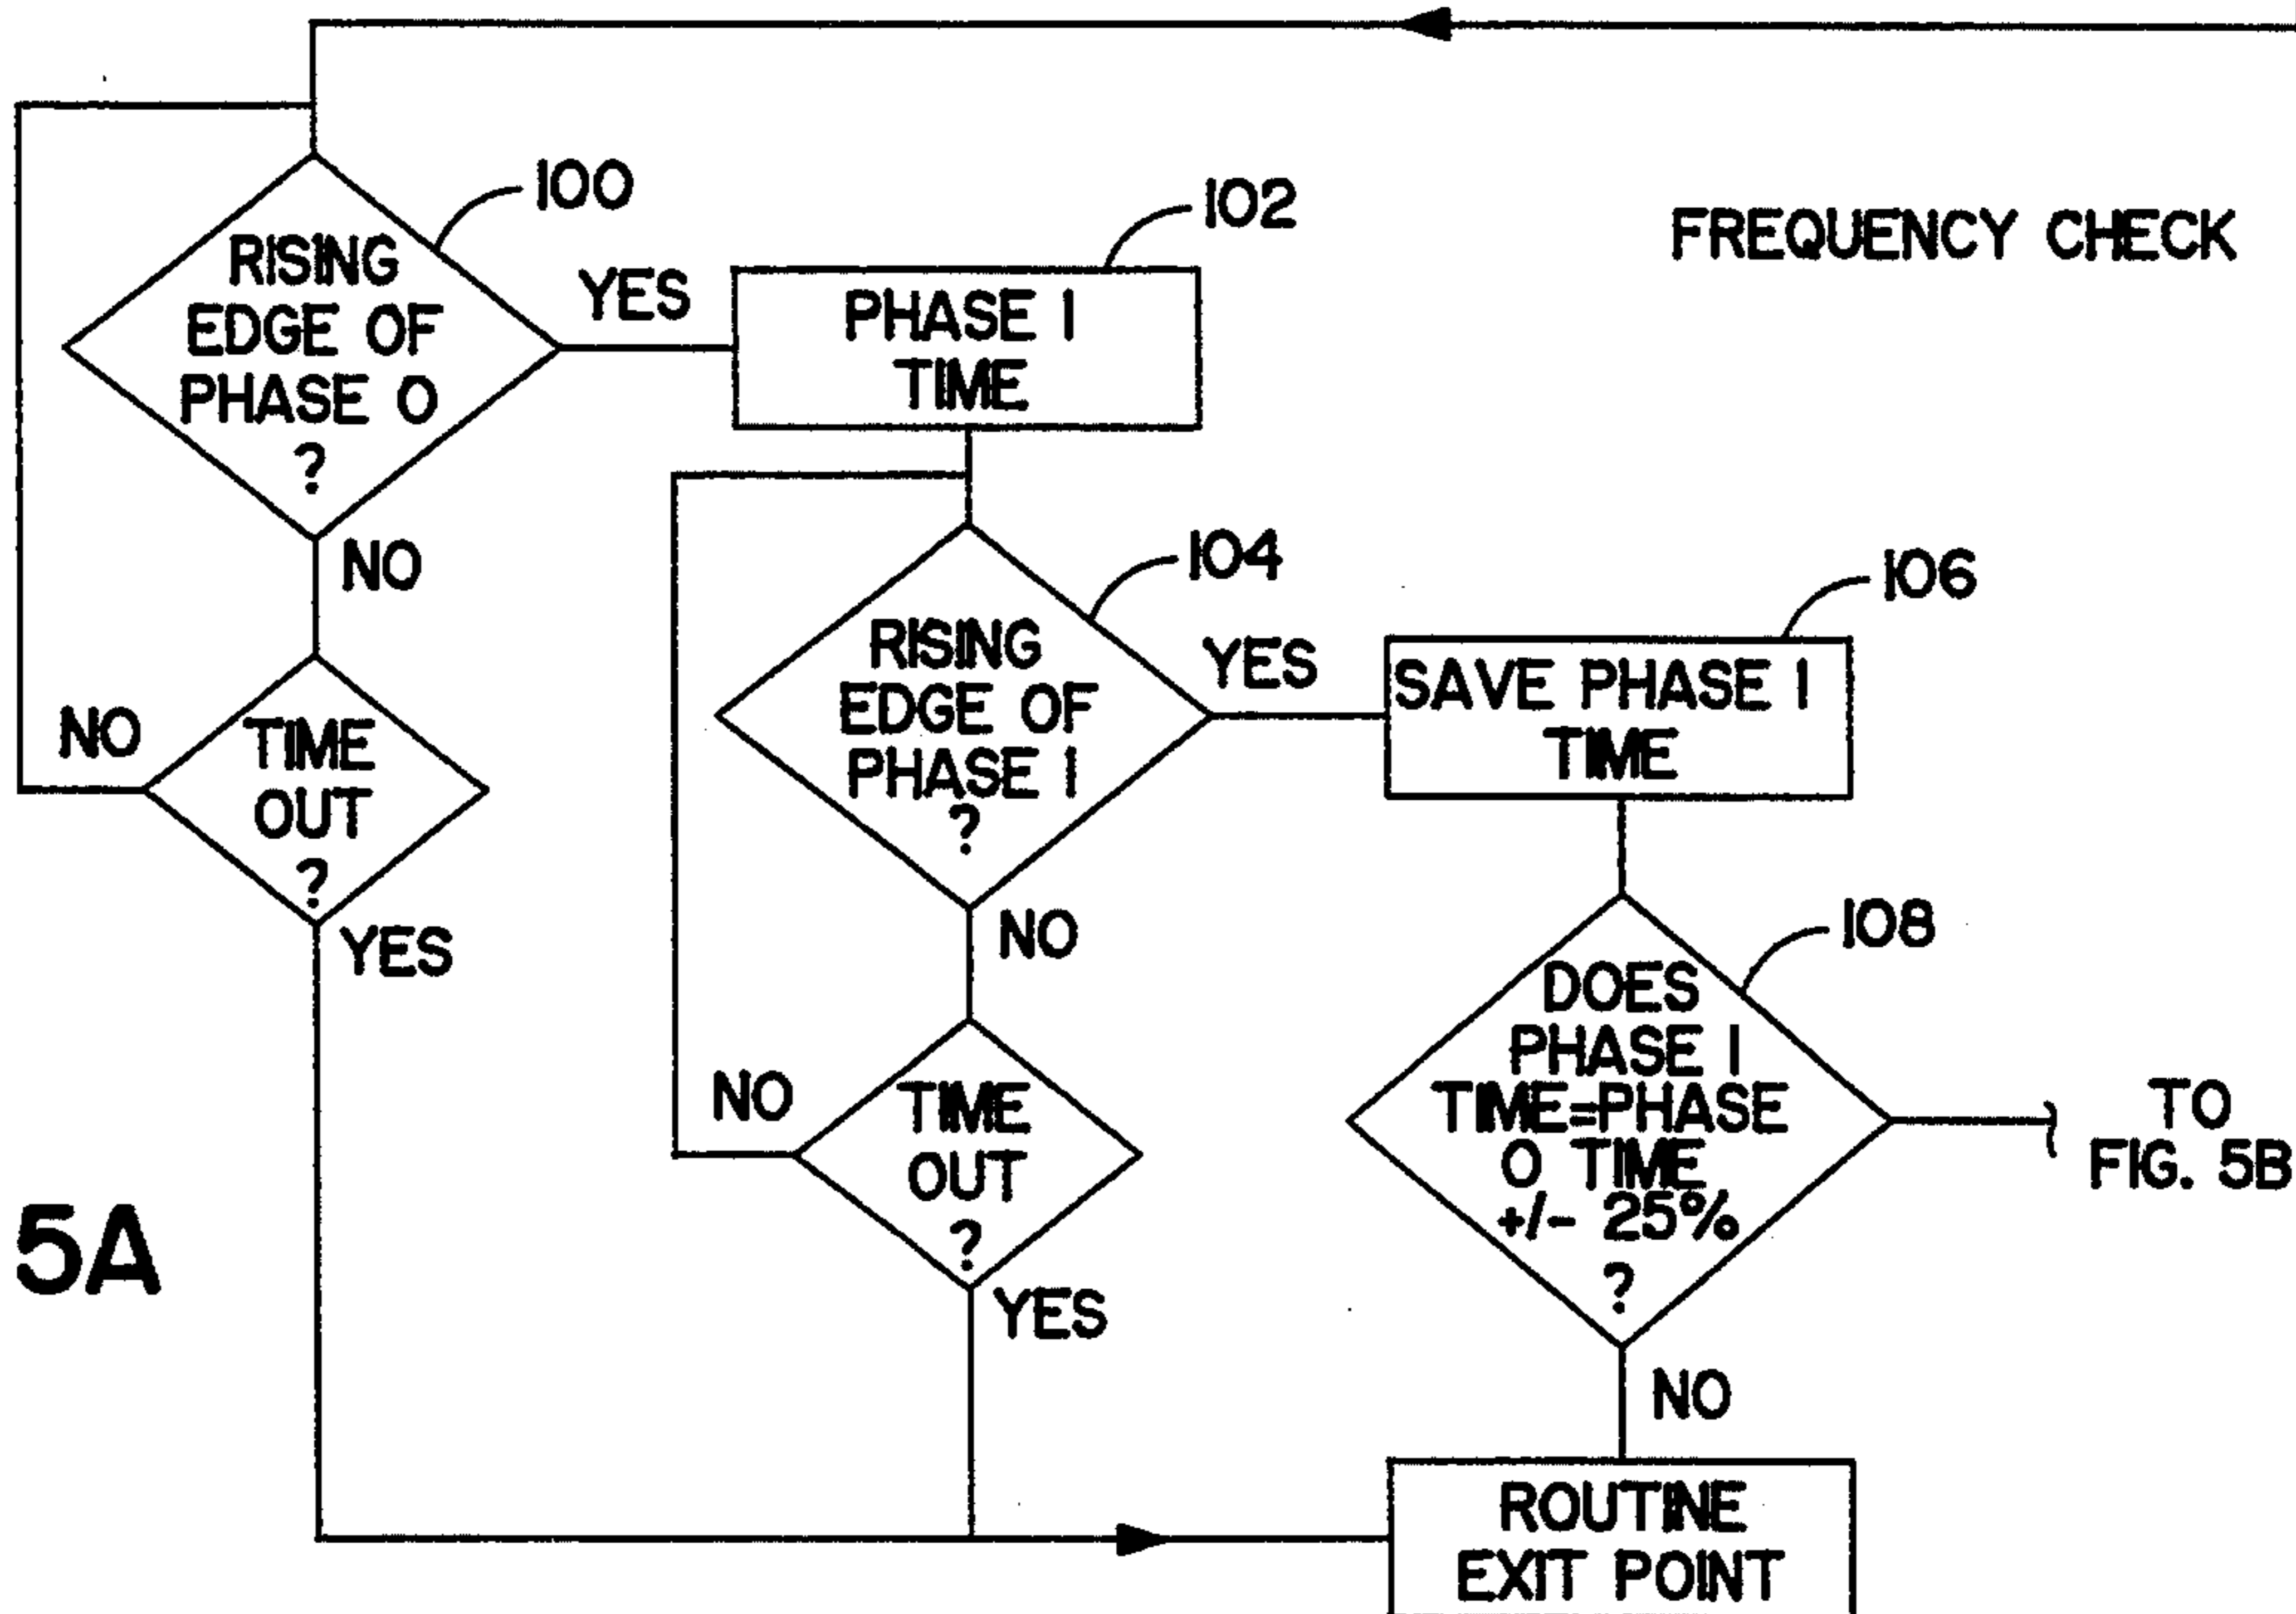 100
RISING
EDGE OF
PHASE 0
?
YES
NO
102
PHASE 1
TIME
FREQUENCY CHECK
NO
TIME
OUT
?
YES
104
RISING
EDGE OF
PHASE 1
?
YES
NO
106
SAVE PHASE 1
TIME
NO
TIME
OUT
?
YES
108
DOES
PHASE 1
TIME=PHASE
0 TIME
+/- 25%
?
NO
TO
FIG. 5B
5A
ROUTINE
EXIT POINT